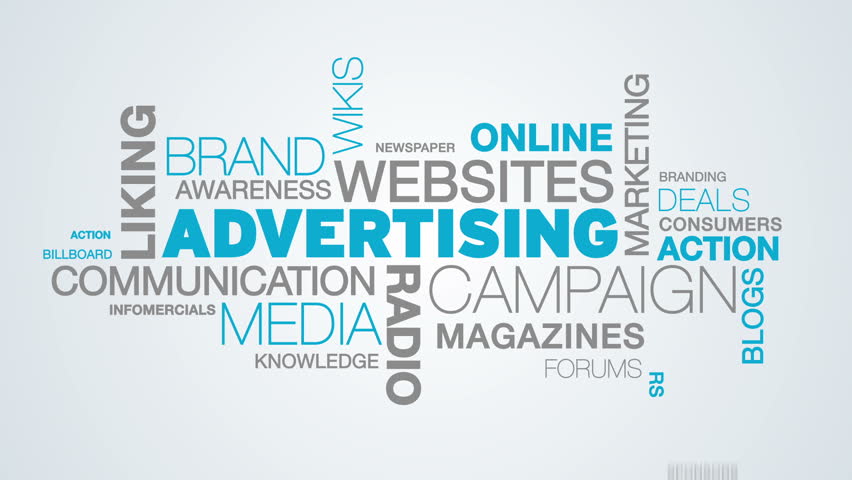 WIKIS
MARKETING
LIKING
ONLINE
BRAND
NEWSPAPER
WEBSITES
AWARENESS
BRANDING
DEALS
ADVERTISING
CONSUMERS
ACTION
ACTION
BILLBOARD
COMMUNICATION
RADIO
CAMPAIGN
BLOGS
INFOMERCIALS
MEDIA
MAGAZINES
KNOWLEDGE
FORUMS
RS